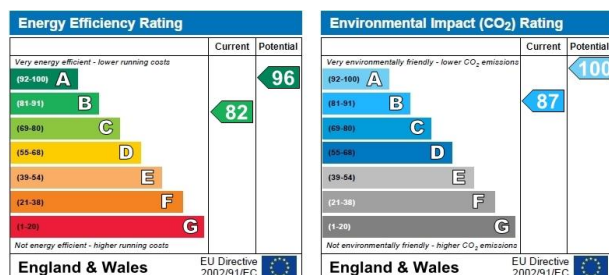 Energy Efficiency Rating
Current Potential
Very energy efficient - lower running costs
(92-100) A
(81-91) B
(69-80) C
(55-68) D
(39-54) E
(21-38) F
(1-20) G
82
96
Not energy efficient - higher running costs
England & Wales
EU Directive
2002/91/EC
Environmental Impact (CO₂) Rating
Current Potential
Very environmentally friendly - lower CO₂ emissions
(92-100) A
(81-91) B
(69-80) C
(55-68) D
(39-54) E
(21-38) F
(1-20) G
87
100
Not environmentally friendly - higher CO₂ emissions
England & Wales
EU Directive
2002/91/EC